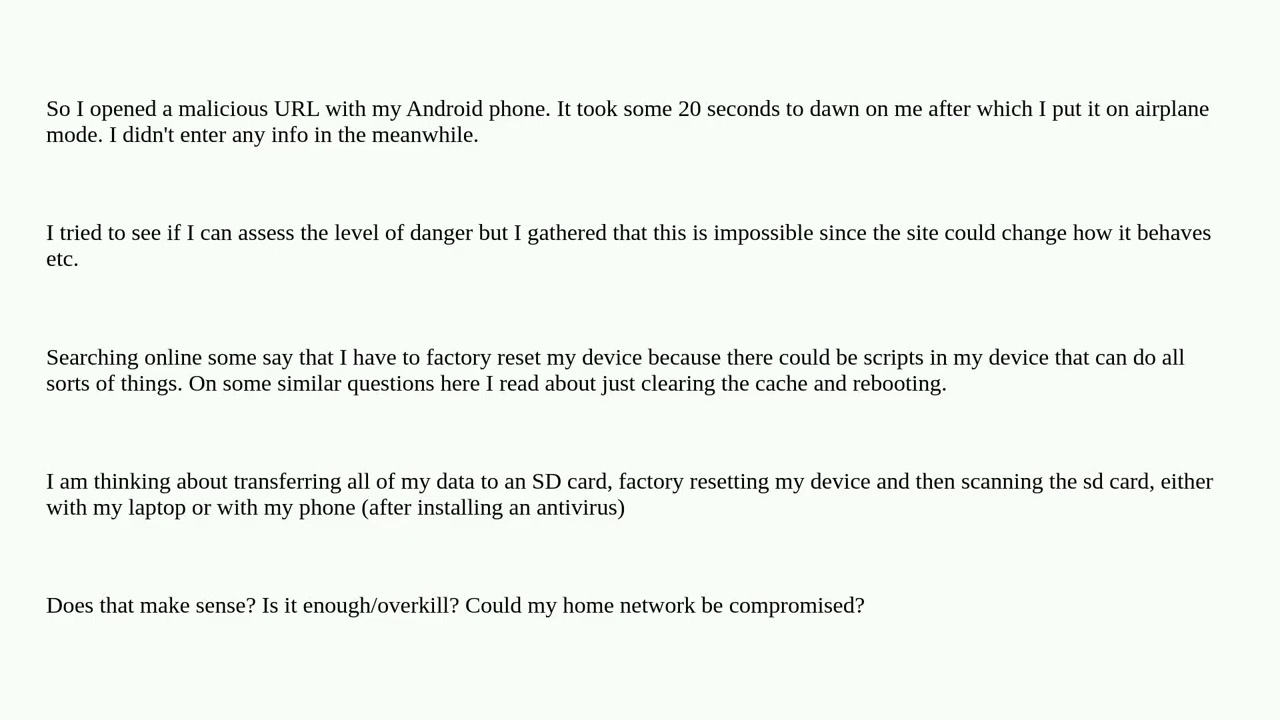 So I opened a malicious URL with my Android phone. It took some 20 seconds to dawn on me after which I put it on airplane
mode. I didn't enter any info in the meanwhile.
I tried to see if I can assess the level of danger but I gathered that this is impossible since the site could change how it behaves
etc.
Searching online some say that I have to factory reset my device because there could be scripts in my device that can do all
sorts of things. On some similar questions here I read about just clearing the cache and rebooting.
I am thinking about transferring all of my data to an SD card, factory resetting my device and then scanning the sd card, either
with my laptop or with my phone (after installing an antivirus)
Does that make sense? Is it enough/overkill? Could my home network be compromised?